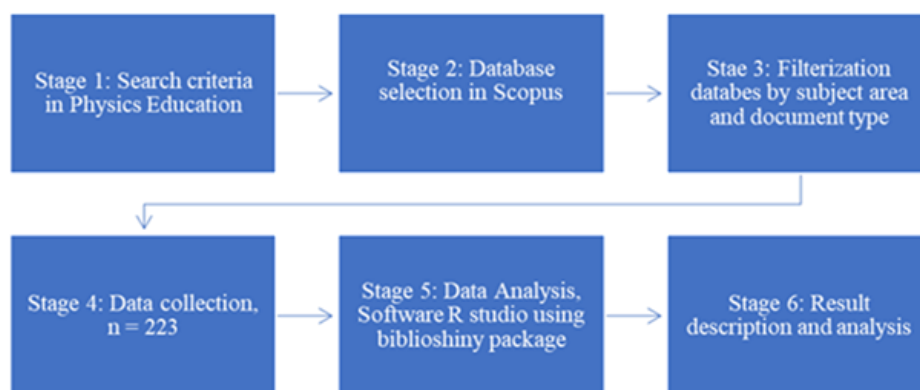 Stage 1: Search criteria
in Physics Education
Stage 2: Database
selection in Scopus
Stae 3: Filterization
databes by subject area
and document type
Stage 4: Data collection,
n = 223
Stage 5: Data Analysis,
Software R studio using
biblioshiny package
Stage 6: Result
description and analysis